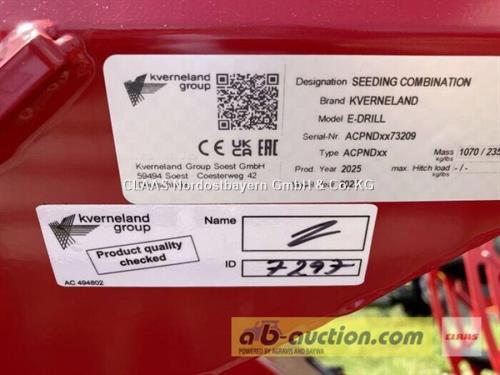 kverneland
group
CE UK CA EAC
Kverneland Group Soest GmbH
59494 Soest Coesterweg 42
Designation SEEDING COMBINATION
Brand KVERNELAND
Model E-DRILL
Serial-Nr. ACPNDxx73209
Type ACPNDxx
Mass 1070 / 235
kg/lbs
Prod. Year 2025
max. Hitch load - / -
kg/lbs
CLAAS Nordostbayern GmbH & Co. KG
kverneland
group
Product quality
checked
AC 494802
Name
ID 7297
ab-auction.com
POWERED BY AGRAVIS AND BAYWA
CLAAS